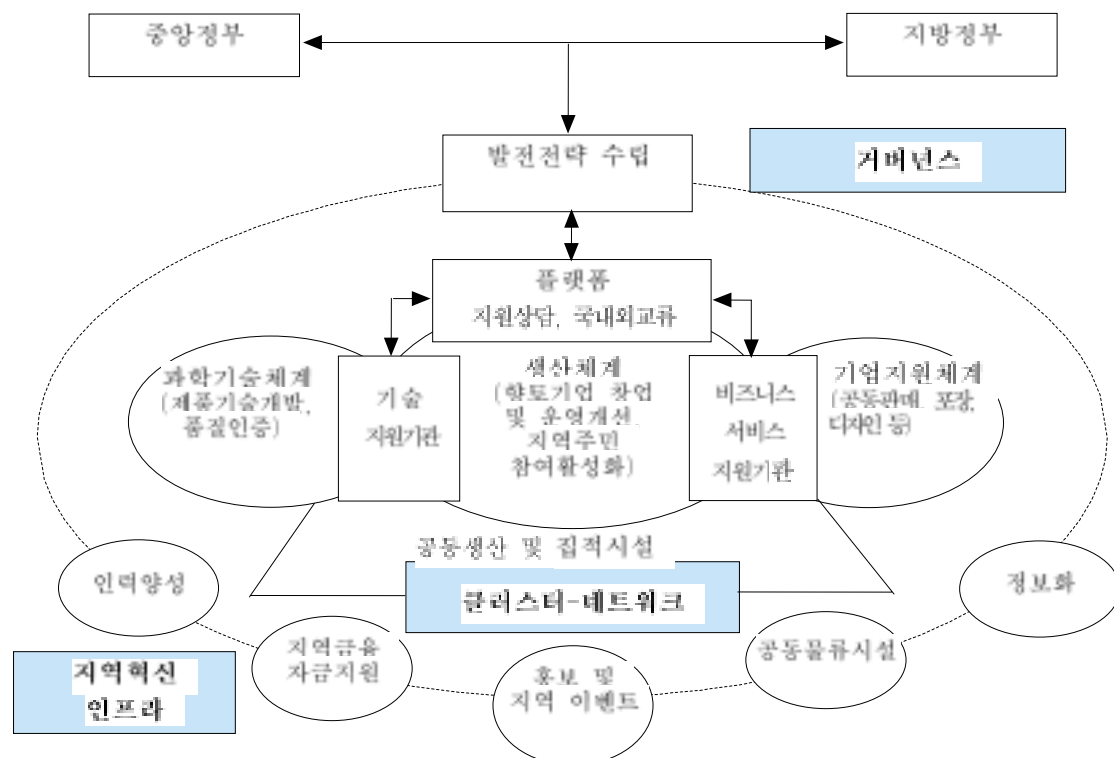 중앙정부
지방정부
발전전략 수립
거버넌스
플랫폼
지원상담, 국내외교류
과학기술체계
(제품기술개발,
품질인증)
기술
지원기관
생산체계
(향토기업 창업
및 운영개선,
지역주민
참여활성화)
비즈니스
서비스
지원기관
기업지원체계
(공동판매, 포장,
디자인 등)
공동생산 및 집적시설
클러스터-네트워크
인력양성
정보화
지역금융
자금지원
홍보 및
지역 이벤트
공동물류시설
지역혁신
인프라